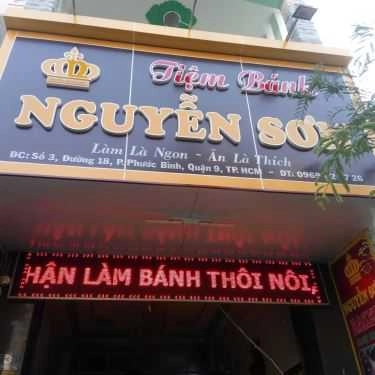 Tiệm Bánh
NGUYỄN SƠN
Làm Là Ngon - Ăn Là Thích
ĐC: Số 3, Đường 18, P. Phước Bình, Quận 9, TP. HCM - ĐT:
HẬN LÀM BÁNH THÔI NÔI,